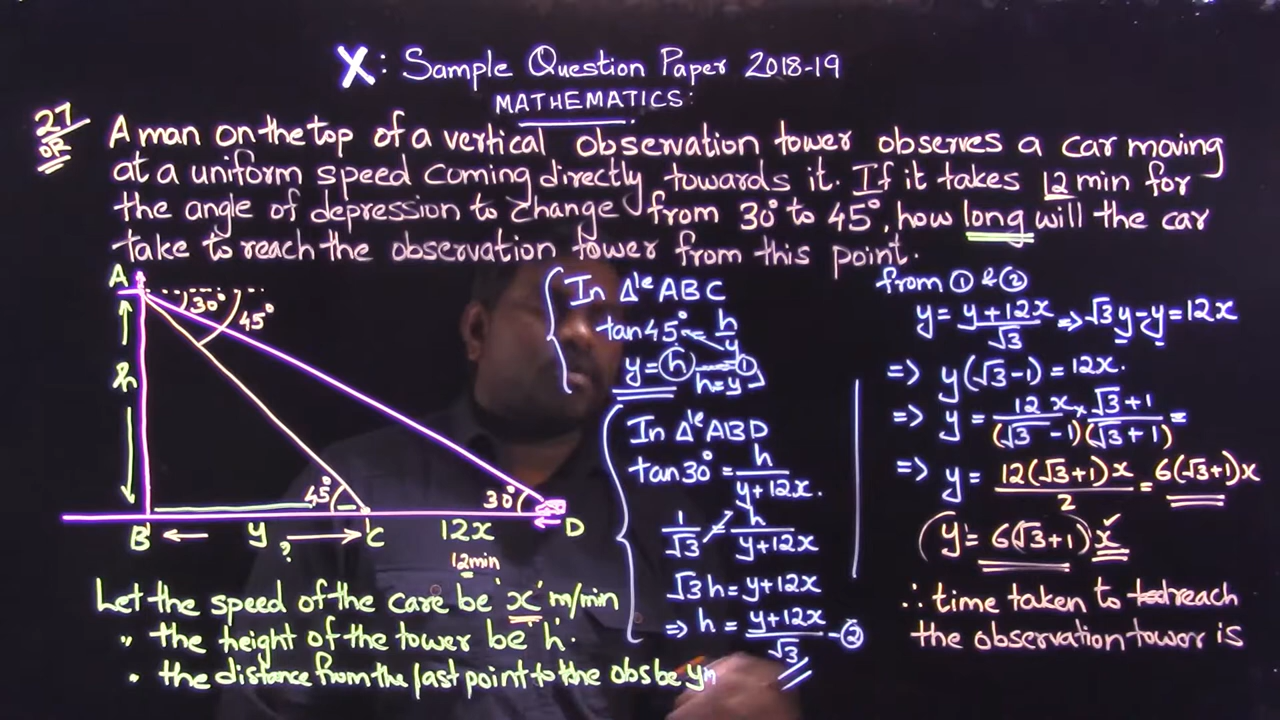 X: Sample Question Paper 2018-19
MATHEMATICS:
27
OR
A man on the top of a vertical observation tower observes a car moving
at a uniform speed coming directly towards it. If it takes 12 min for
the angle of depression to change from 30° to 45°, how long will the car
take to reach the observation tower from this point.
A
30°
45°
h
45°
30°
B ← y → C 12x D
?
12min
Let the speed of the care be 'x' m/min
" the height of the tower be 'h'.
" the distance from the last point to the obs be ym
In Δle ABC
tan45° = h/y
y = h — ①
h=y
In Δle ABD
tan30° = h/(y+12x).
1/√3 = h/(y+12x)
√3h = y+12x
=> h = (y+12x)/√3 - ②
from ① & ②
y = (y+12x)/√3 => √3y-y=12x
=> y(√3-1) = 12x.
=> y = 12x/(√3-1) × (√3+1)/(√3+1) =
=> y = 12(√3+1)x/2 = 6(√3+1)x
(y = 6(√3+1) x
∴ time taken to reach
the observation tower is